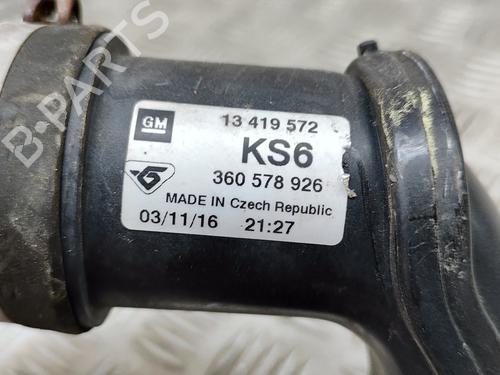 GM
13 419 572
KS6
360 578 926
MADE IN Czech Republic
03/11/16 21:27
B-PARTS